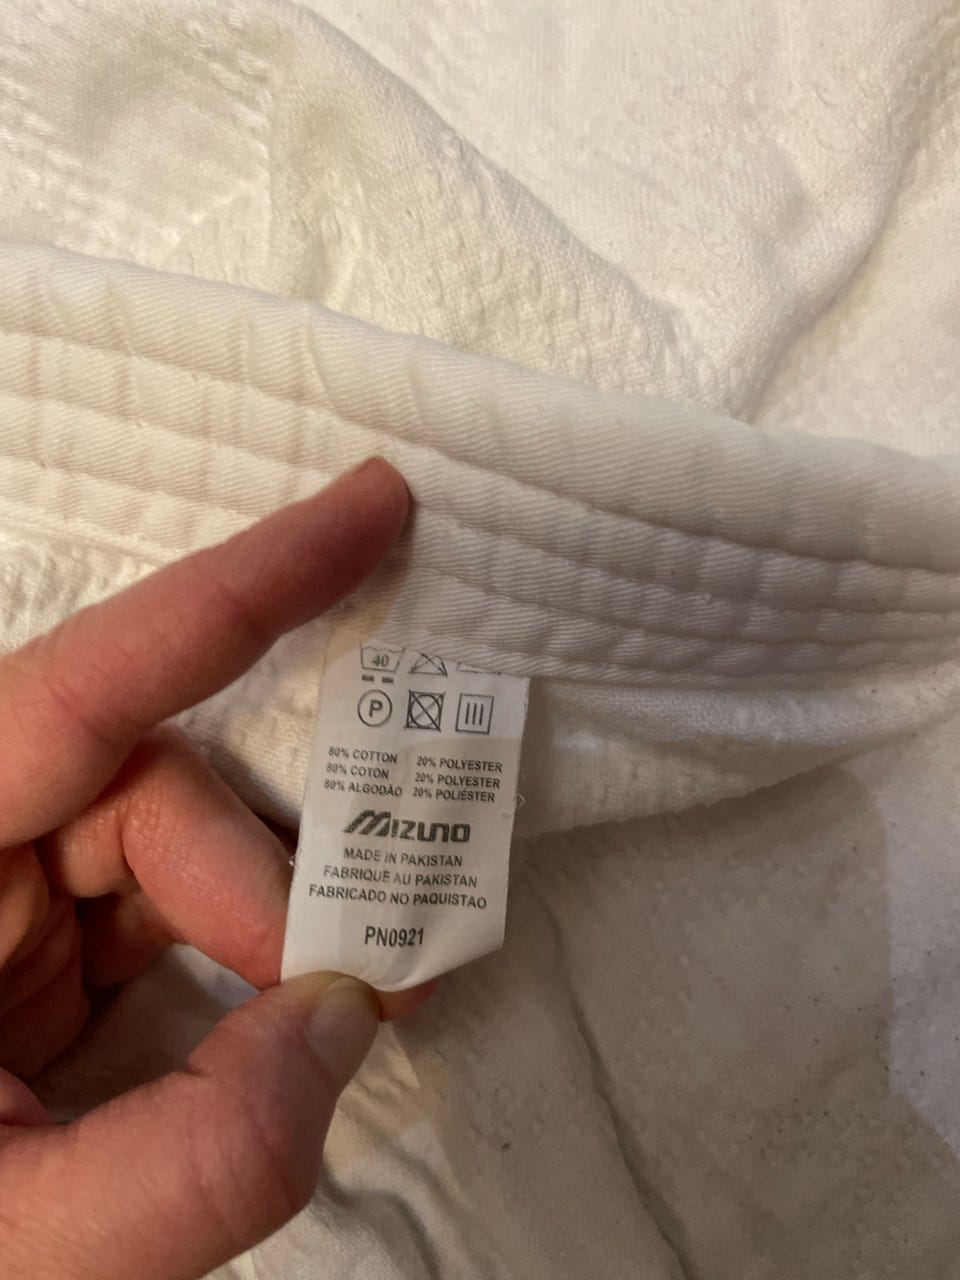 40
P
80% COTTON 20% POLYESTER
80% COTON 20% POLYESTER
80% ALGODÃO 20% POLIÉSTER
MIZUNO
MADE IN PAKISTAN
FABRIQUE AU PAKISTAN
FABRICADO NO PAQUISTAO
PN0921